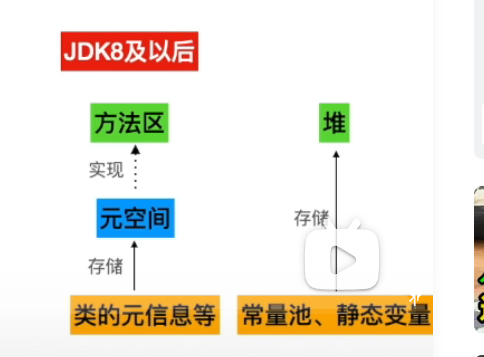 JDK8及以后
方法区
堆
实现
元空间
存储
存储
类的元信息等
常量池、静态变量